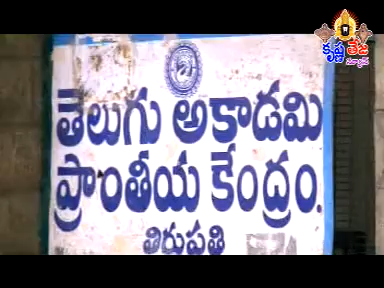 కృష్ణ తేజ
న్యూస్
తెలుగు అకాడమి
ప్రాంతీయ కేంద్రం.
తిరుపతి